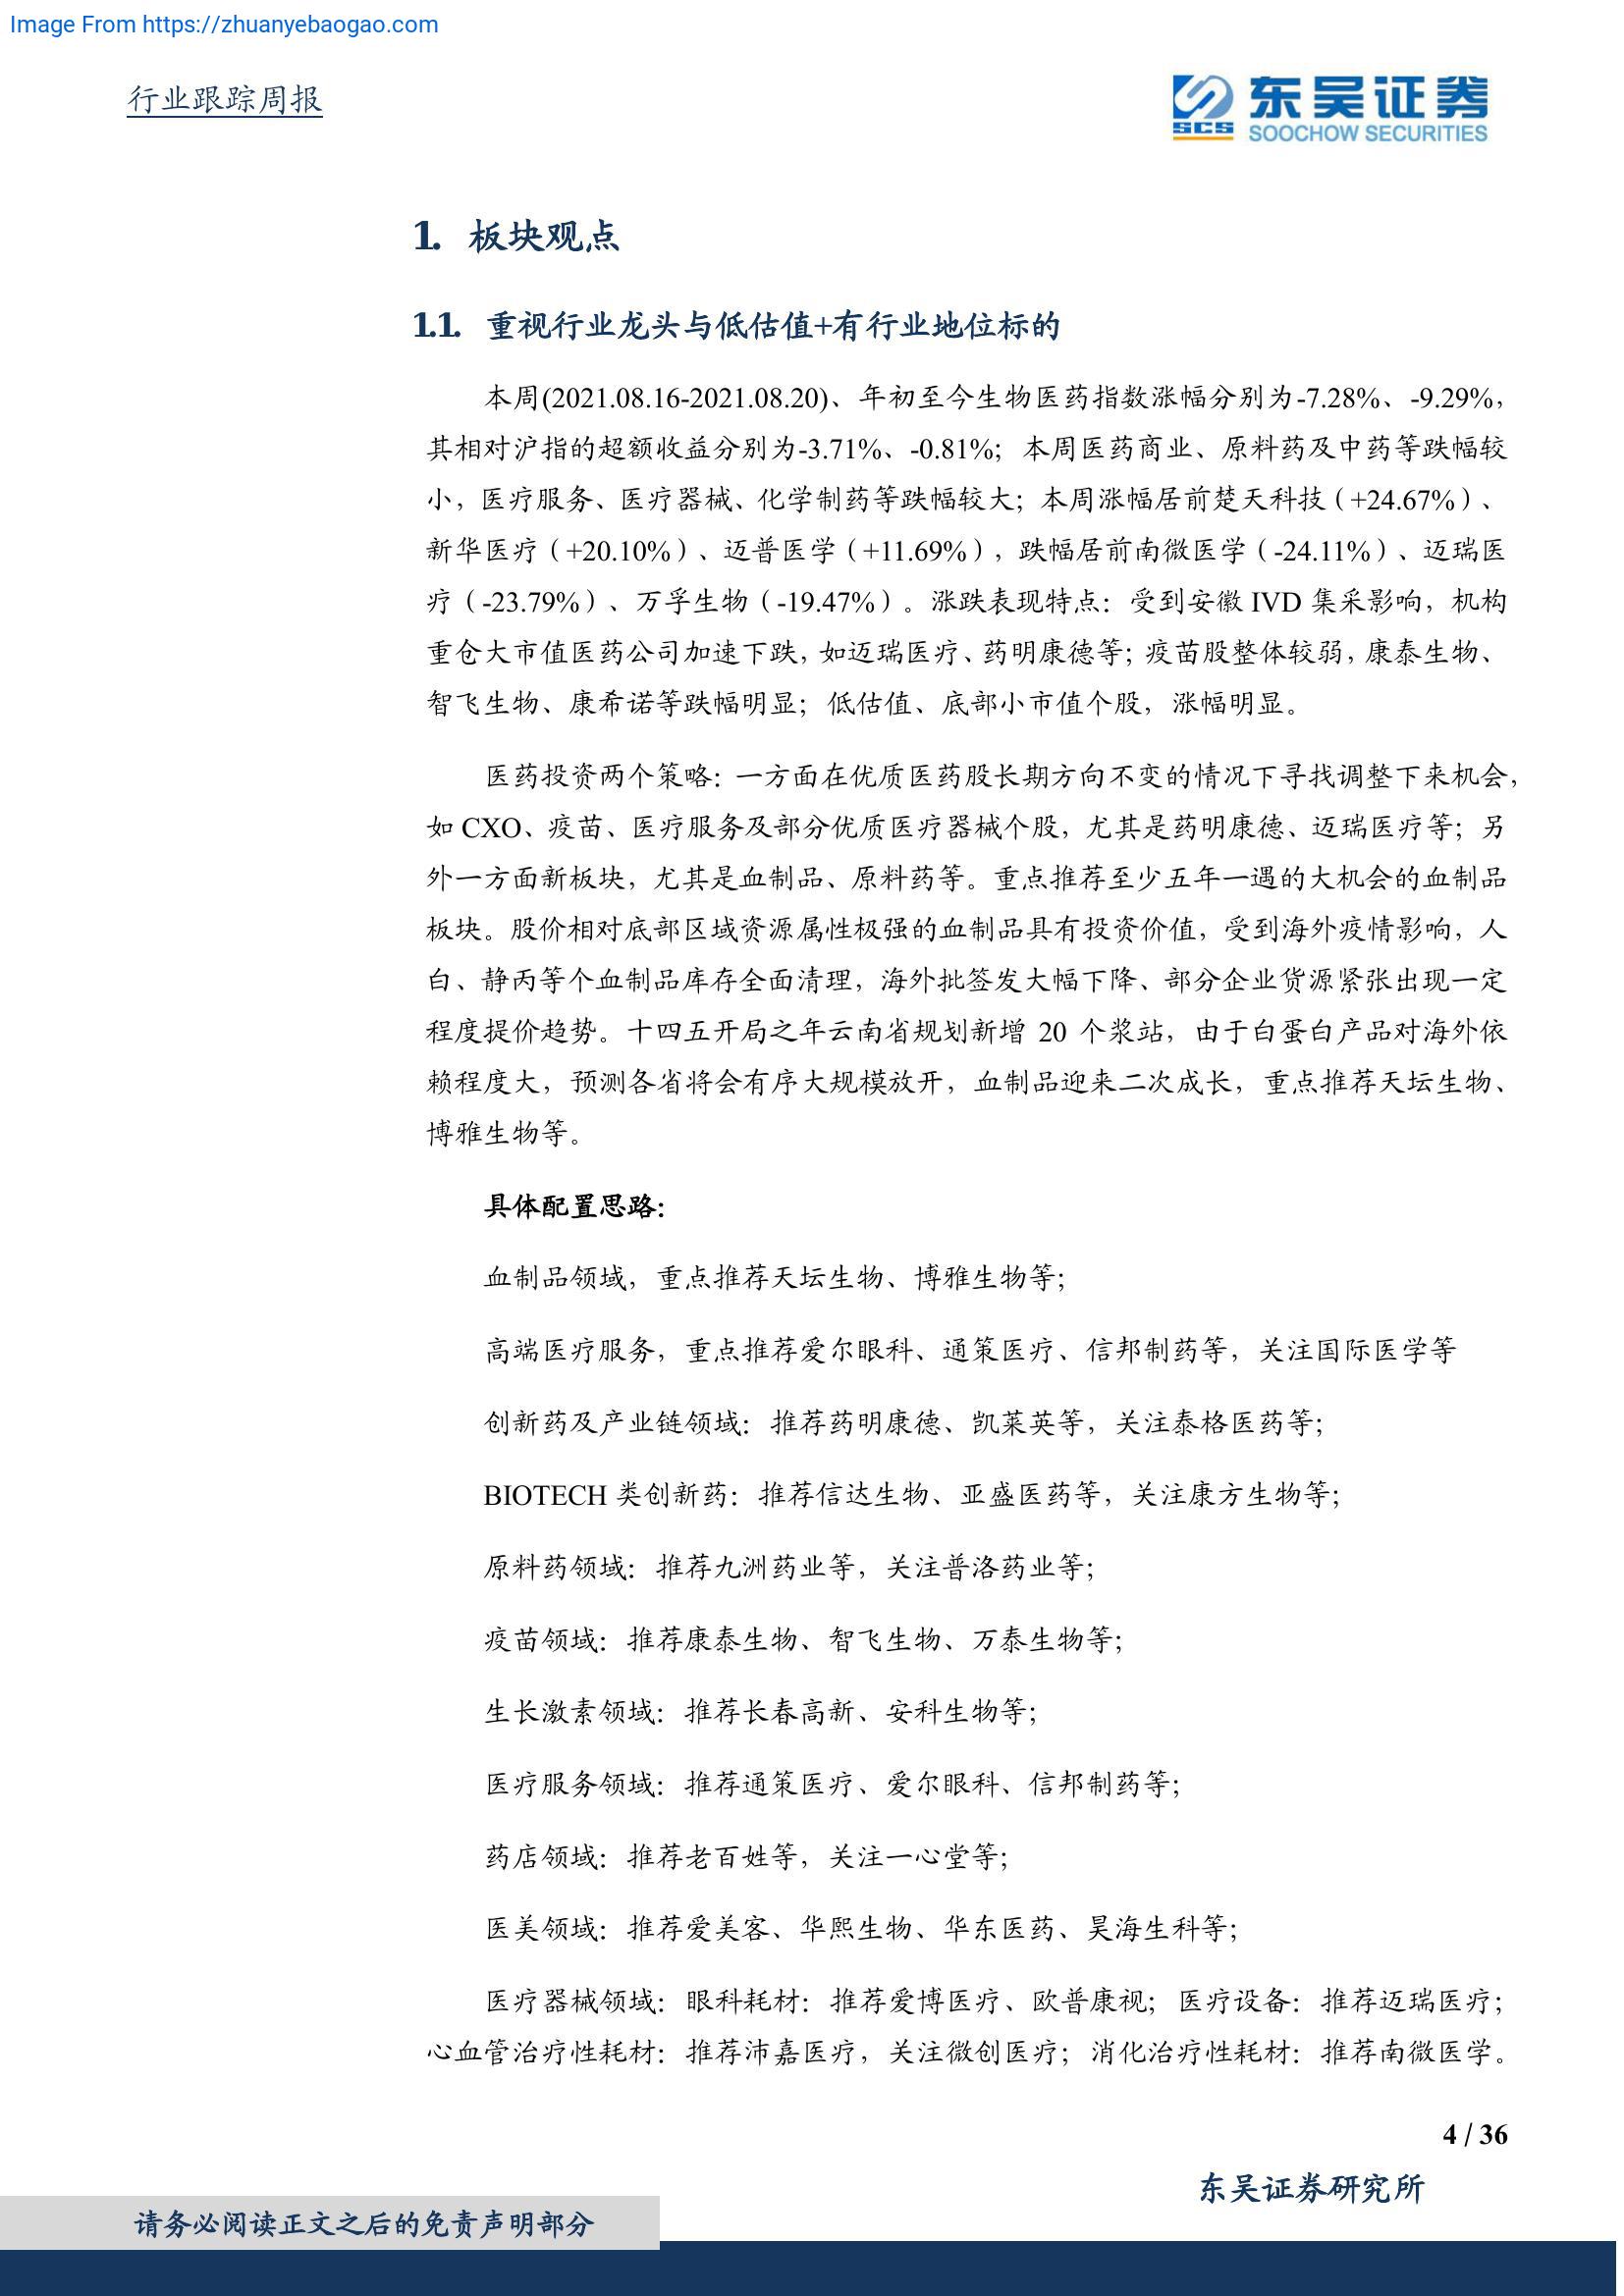 Image From https://zhuanyebaogao.com
行业跟踪周报
SCS
东吴证券
SOOCHOW SECURITIES
1. 板块观点
1.1. 重视行业龙头与低估值+有行业地位标的
本周(2021.08.16-2021.08.20)、年初至今生物医药指数涨幅分别为-7.28%、-9.29%，
其相对沪指的超额收益分别为-3.71%、-0.81%；本周医药商业、原料药及中药等跌幅较
小，医疗服务、医疗器械、化学制药等跌幅较大；本周涨幅居前楚天科技（+24.67%）、
新华医疗（+20.10%）、迈普医学（+11.69%），跌幅居前南微医学（-24.11%）、迈瑞医
疗（-23.79%）、万孚生物（-19.47%）。涨跌表现特点：受到安徽 IVD 集采影响，机构
重仓大市值医药公司加速下跌，如迈瑞医疗、药明康德等；疫苗股整体较弱，康泰生物、
智飞生物、康希诺等跌幅明显；低估值、底部小市值个股，涨幅明显。
医药投资两个策略：一方面在优质医药股长期方向不变的情况下寻找调整下来机会，
如 CXO、疫苗、医疗服务及部分优质医疗器械个股，尤其是药明康德、迈瑞医疗等；另
外一方面新板块，尤其是血制品、原料药等。重点推荐至少五年一遇的大机会的血制品
板块。股价相对底部区域资源属性极强的血制品具有投资价值，受到海外疫情影响，人
白、静丙等个血制品库存全面清理，海外批签发大幅下降、部分企业货源紧张出现一定
程度提价趋势。十四五开局之年云南省规划新增 20 个浆站，由于白蛋白产品对海外依
赖程度大，预测各省将会有序大规模放开，血制品迎来二次成长，重点推荐天坛生物、
博雅生物等。
具体配置思路：
血制品领域，重点推荐天坛生物、博雅生物等；
高端医疗服务，重点推荐爱尔眼科、通策医疗、信邦制药等，关注国际医学等
创新药及产业链领域：推荐药明康德、凯莱英等，关注泰格医药等；
BIOTECH 类创新药：推荐信达生物、亚盛医药等，关注康方生物等；
原料药领域：推荐九洲药业等，关注普洛药业等；
疫苗领域：推荐康泰生物、智飞生物、万泰生物等；
生长激素领域：推荐长春高新、安科生物等；
医疗服务领域：推荐通策医疗、爱尔眼科、信邦制药等；
药店领域：推荐老百姓等，关注一心堂等；
医美领域：推荐爱美客、华熙生物、华东医药、昊海生科等；
医疗器械领域：眼科耗材：推荐爱博医疗、欧普康视；医疗设备：推荐迈瑞医疗；
心血管治疗性耗材：推荐沛嘉医疗，关注微创医疗；消化治疗性耗材：推荐南微医学。
4 / 36
东吴证券研究所
请务必阅读正文之后的免责声明部分